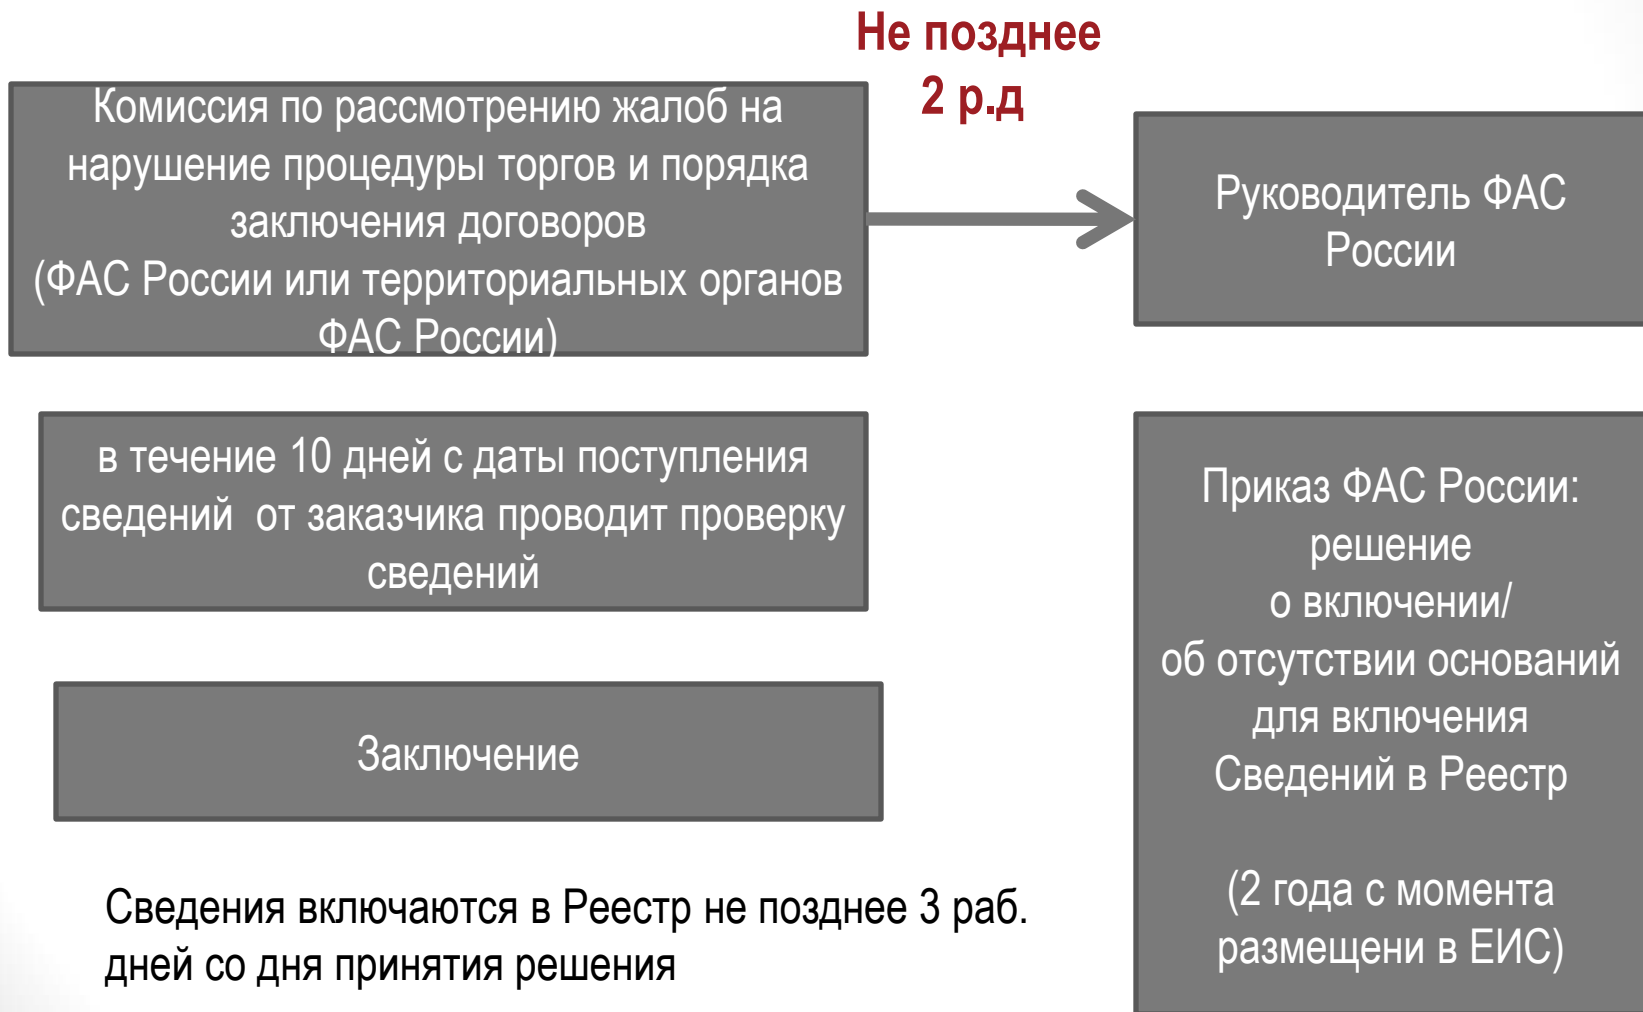 Не позднее
2 р.д
Комиссия по рассмотрению жалоб на
нарушение процедуры торгов и порядка
заключения договоров
(ФАС России или территориальных органов
ФАС России)
Руководитель ФАС
России
в течение 10 дней с даты поступления
сведений от заказчика проводит проверку
сведений
Заключение
Приказ ФАС России:
решение
о включении/
об отсутствии оснований
для включения
Сведений в Реестр
(2 года с момента
размещени в ЕИС)
Сведения включаются в Реестр не позднее 3 раб.
дней со дня принятия решения